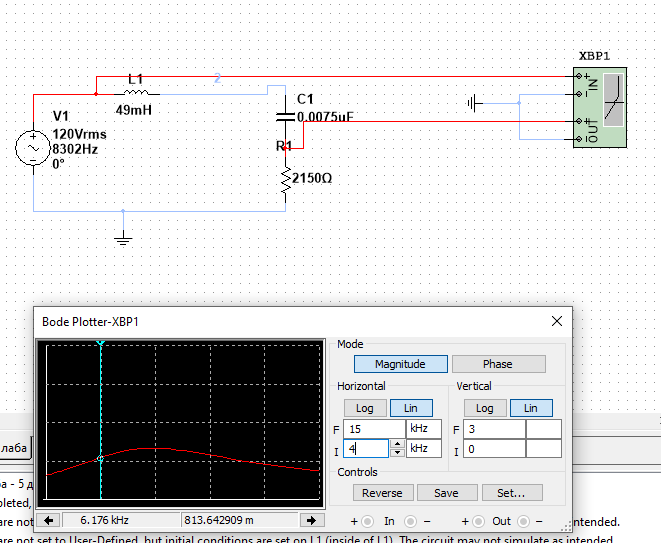 XBP1
L1
2
IN
49mH
C1
V1
0.0075uF
120Vrms
8302Hz
0°
R1
OUT
2150Ω
Bode Plotter-XBP1
Mode
Magnitude Phase
Horizontal Vertical
Log Lin Log Lin
F 15 kHz F 3
I 4 kHz I 0
Controls
Reverse Save Set...
6.176 kHz 813.642909 m
+ In − + Out −
лаба
а - 5 д
pleted,
are not
ntended.
are not set to User-Defined, but initial conditions are set on L1 (inside of L1). The circuit may not simulate as intended.